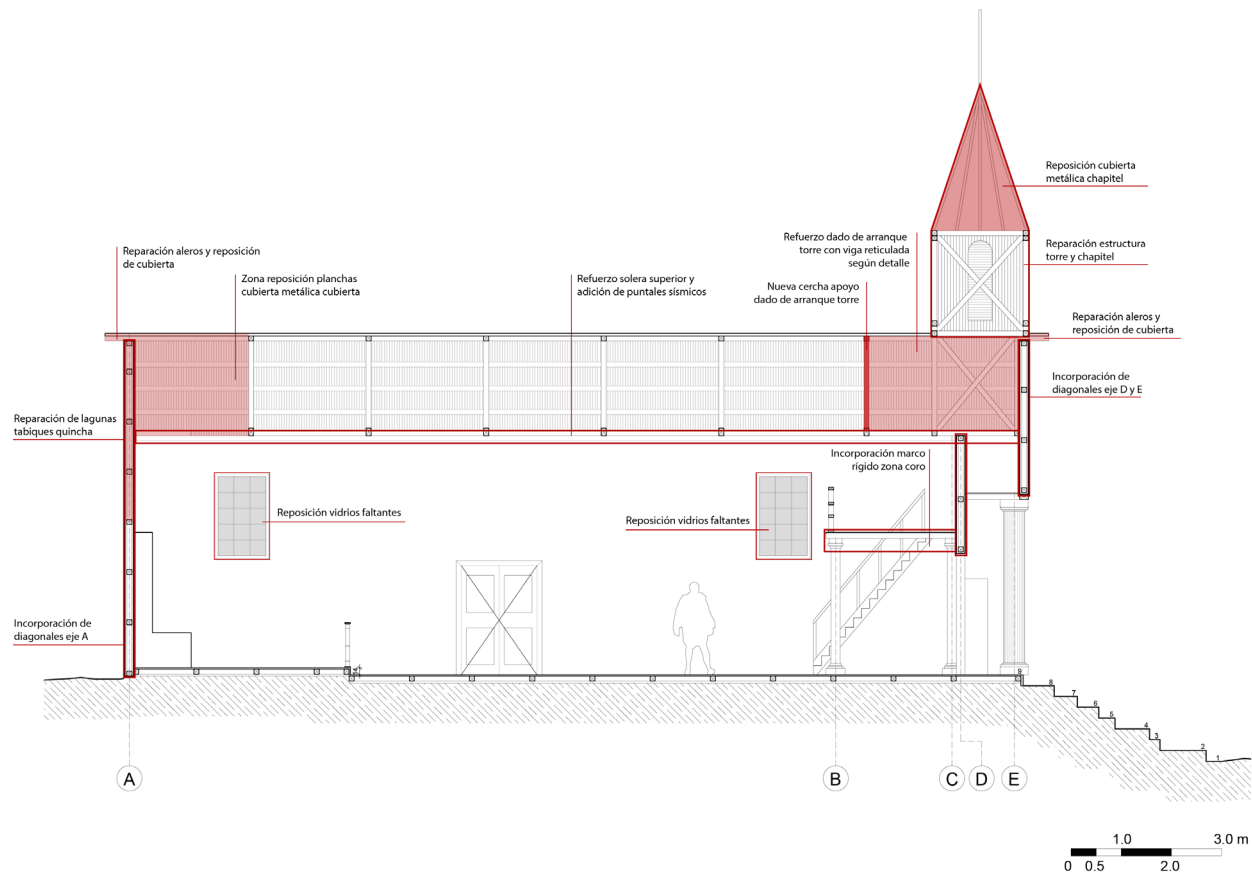 Reposición cubierta
metálica chapitel
Refuerzo dado de arranque
torre con viga reticulada
según detalle
Reparación estructura
torre y chapitel
Reparación aleros y reposición
de cubierta
Zona reposición planchas
cubierta metálica cubierta
Refuerzo solera superior y
adición de puntales sísmicos
Nueva cercha apoyo
dado de arranque torre
Reparación aleros y
reposición de cubierta
Incorporación de
diagonales eje D y E
Reparación de lagunas
tabiques quincha
Incorporación marco
rígido zona coro
Reposición vidrios faltantes
Reposición vidrios faltantes
Incorporación de
diagonales eje A
9
8
7
6
5
4
3
2
1
A
B
C
D
E
1.0
3.0 m
0
0.5
2.0